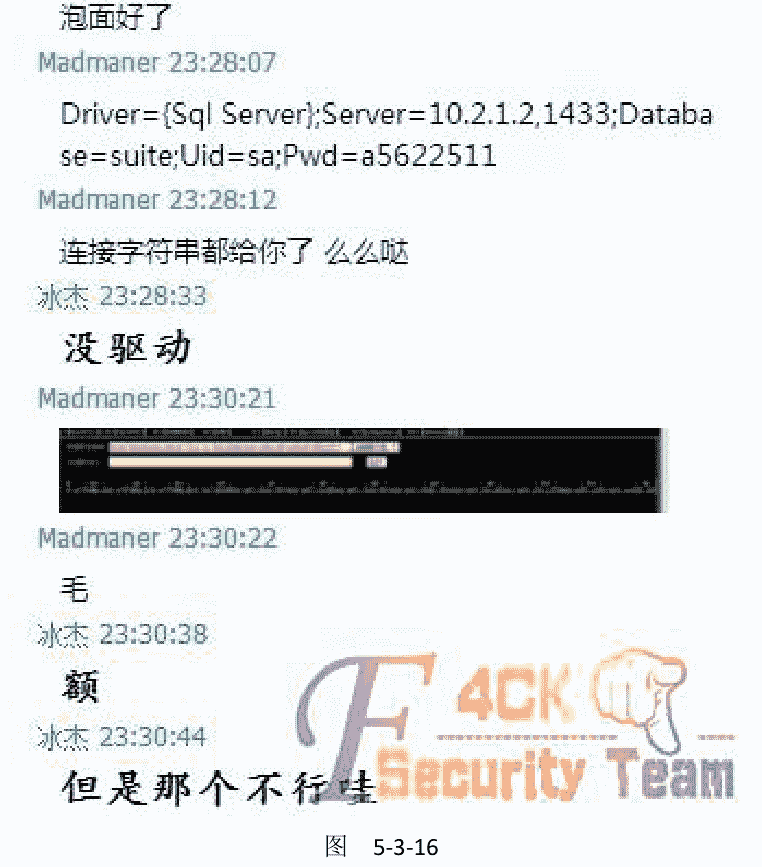 泡面好了
Madmaner 23:28:07
Driver={Sql Server};Server=10.2.1.2,1433;Databa
se=suite;Uid=sa;Pwd=a5622511
Madmaner 23:28:12
连接字符串都给你了 么么哒
冰杰 23:28:33
没驱动
Madmaner 23:30:21
Madmaner 23:30:22
毛
冰杰 23:30:38
额
冰杰 23:30:44
但是那个不行哇
F4CK
Security Team
图 5-3-16